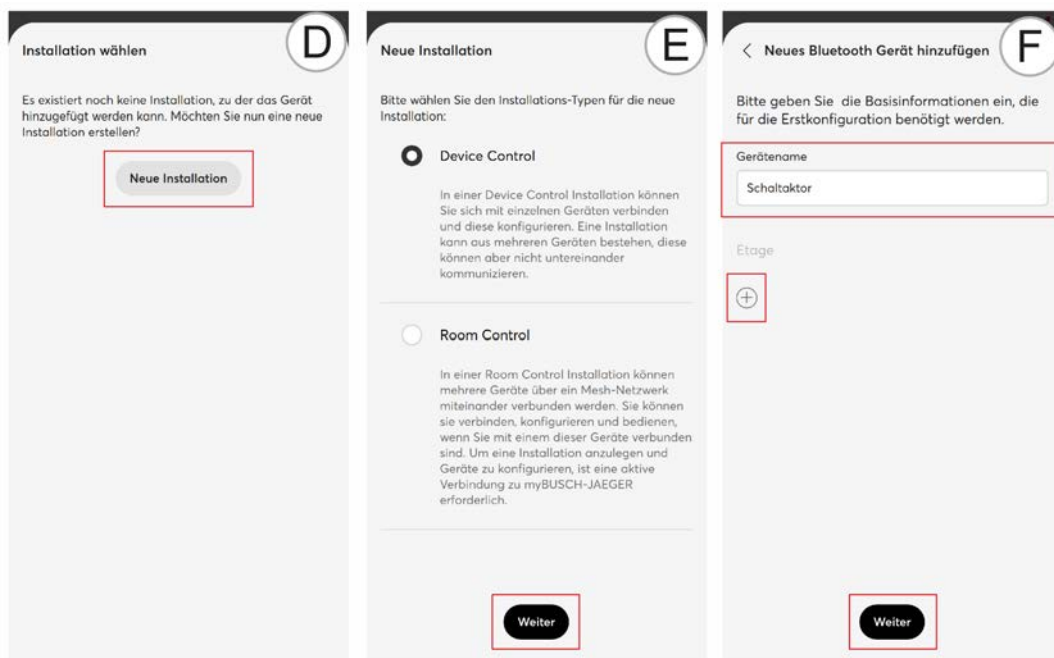 Installation wählen
D
Es existiert noch keine Installation, zu der das Gerät
hinzugefügt werden kann. Möchten Sie nun eine neue
Installation erstellen?
Neue Installation
Neue Installation
E
Bitte wählen Sie den Installations-Typen für die neue
Installation:
Device Control
In einer Device Control Installation können
Sie sich mit einzelnen Geräten verbinden
und diese konfigurieren. Eine Installation
kann aus mehreren Geräten bestehen, diese
können aber nicht untereinander
kommunizieren.
Room Control
In einer Room Control Installation können
mehrere Geräte über ein Mesh-Netzwerk
miteinander verbunden werden. Sie können
sie verbinden, konfigurieren und bedienen,
wenn Sie mit einem dieser Geräte verbunden
sind. Um eine Installation anzulegen und
Geräte zu konfigurieren, ist eine aktive
Verbindung zu myBUSCH-JAEGER
erforderlich.
Weiter
Neues Bluetooth Gerät hinzufügen
F
Bitte geben Sie die Basisinformationen ein, die
für die Erstkonfiguration benötigt werden.
Gerätename
Schaltaktor
Etage
Weiter